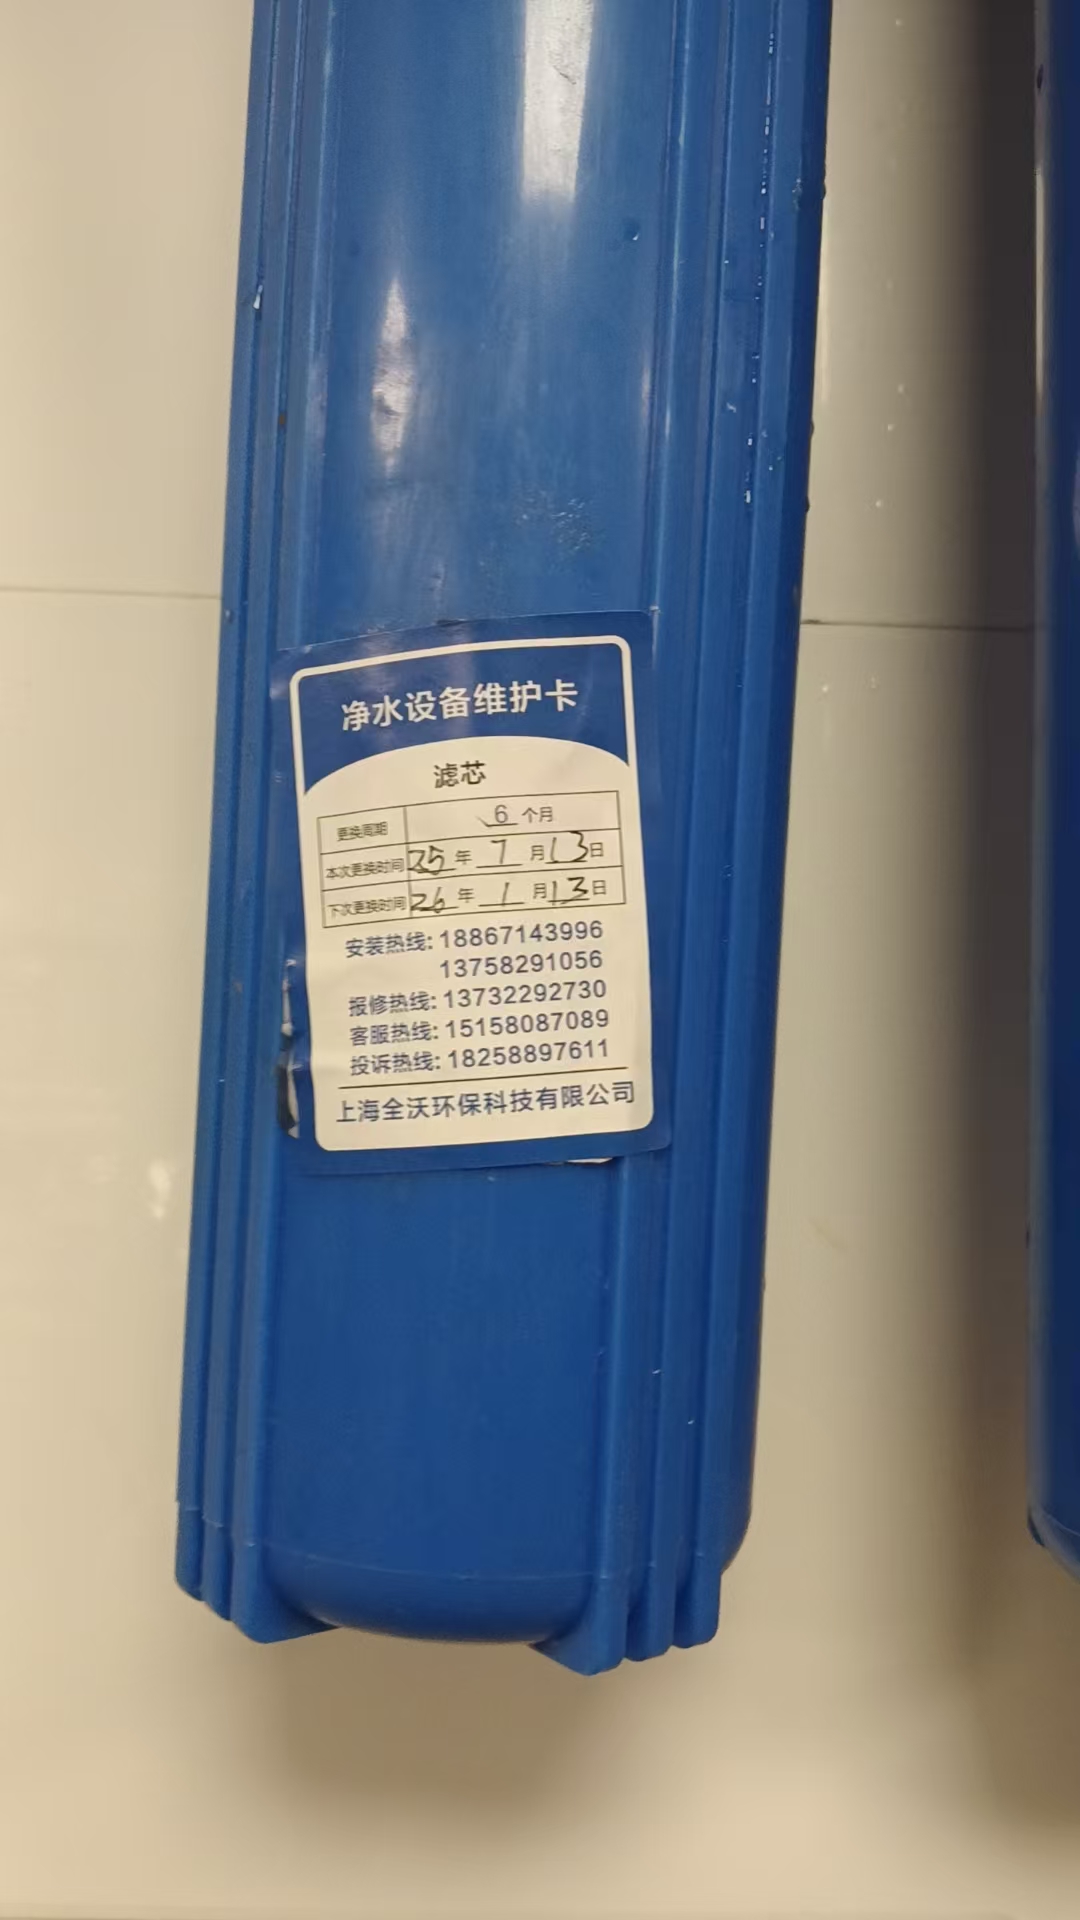 净水设备维护卡
滤芯
更换周期 6 个月
本次更换时间 25 年 7 月 13 日
下次更换时间 26 年 1 月 13 日
安装热线: 18867143996
13758291056
报修热线: 13732292730
客服热线: 15158087089
投诉热线: 18258897611
上海全沃环保科技有限公司